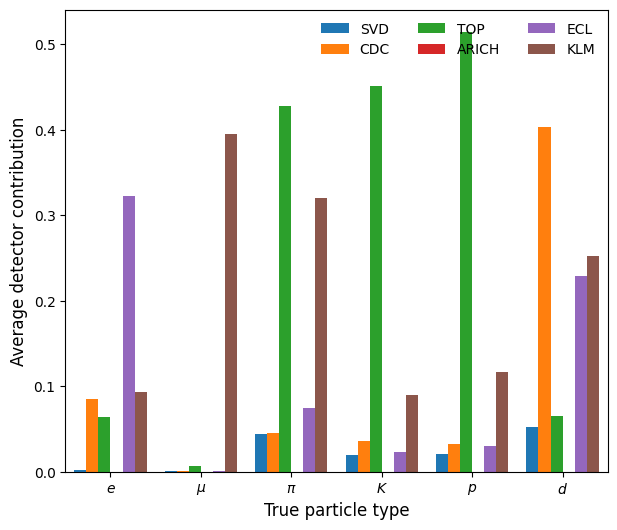 SVD TOP ECL
CDC ARICH KLM
Average detector contribution
0.5
0.4
0.3
0.2
0.1
0.0
e μ π K p d
True particle type